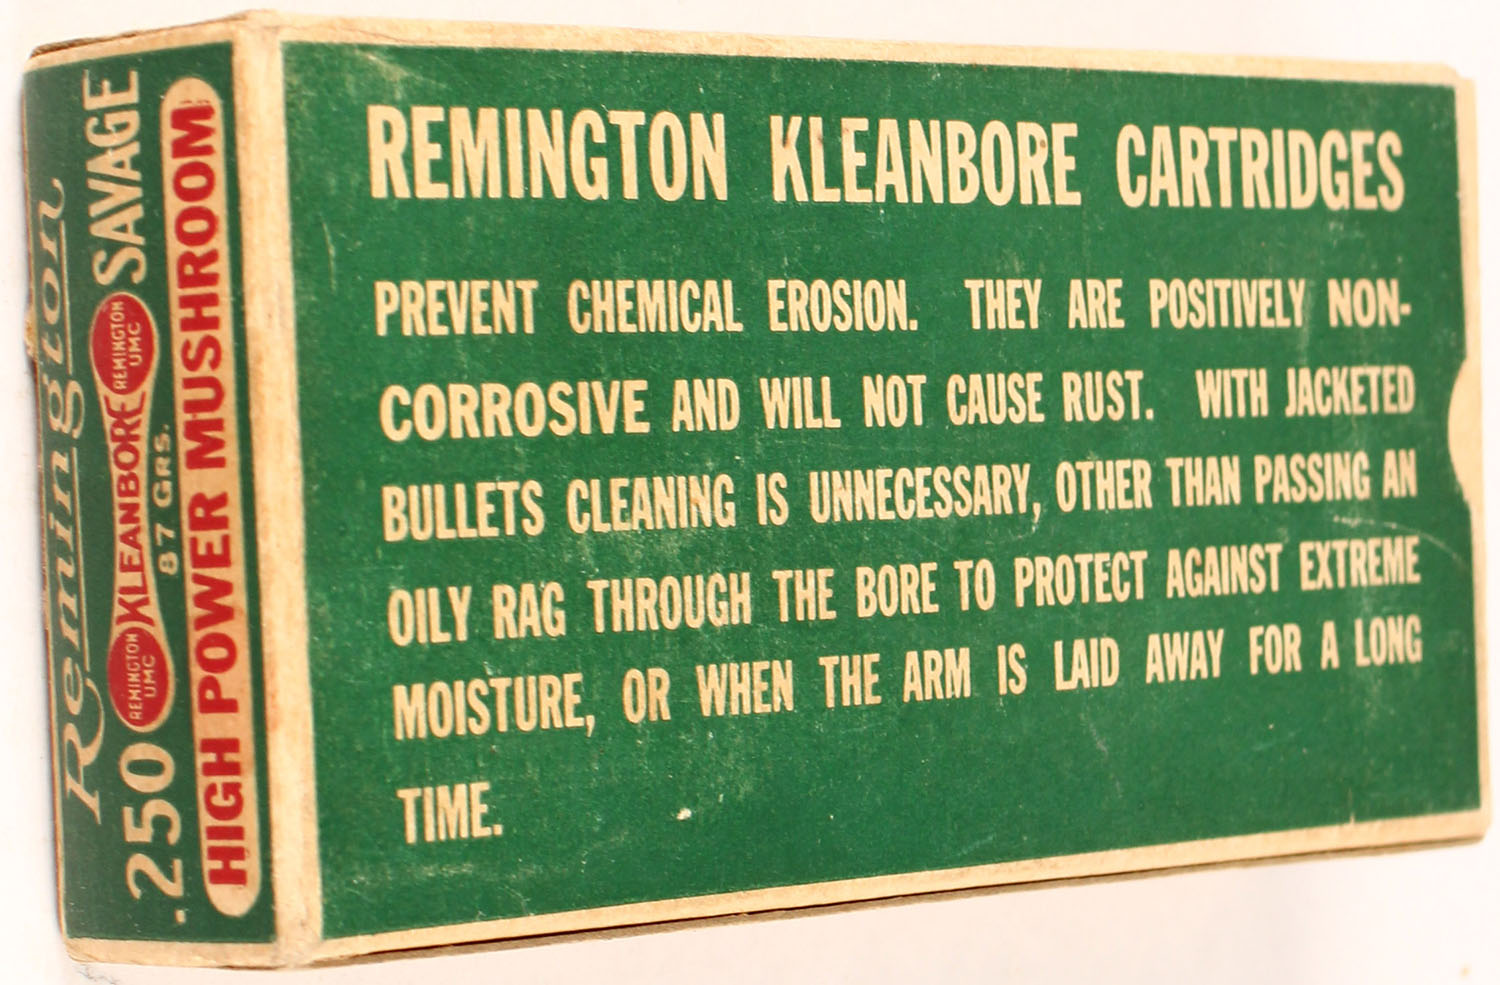 REMINGTON KLEANBORE CARTRIDGES
PREVENT CHEMICAL EROSION. THEY ARE POSITIVELY NON-
CORROSIVE AND WILL NOT CAUSE RUST. WITH JACKETED
BULLETS CLEANING IS UNNECESSARY, OTHER THAN PASSING AN
OILY RAG THROUGH THE BORE TO PROTECT AGAINST EXTREME
MOISTURE, OR WHEN THE ARM IS LAID AWAY FOR A LONG
TIME.
Remington
.250 REMINGTON UMC KLEANBORE REMINGTON UMC SAVAGE
87 GRS.
HIGH POWER MUSHROOM